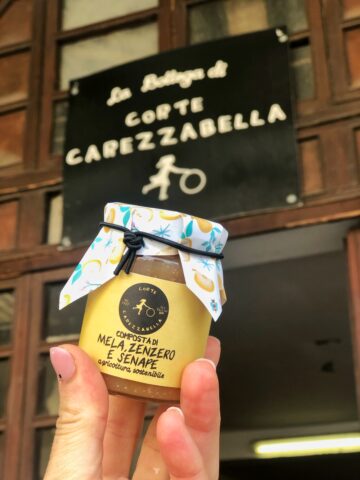 La Bottega di
CORTE
CAREZZABELLA
CORTE
CAREZZABELLA
COMPOSTA DI
MELA, ZENZERO
E SENAPE
agricoltura sostenibile